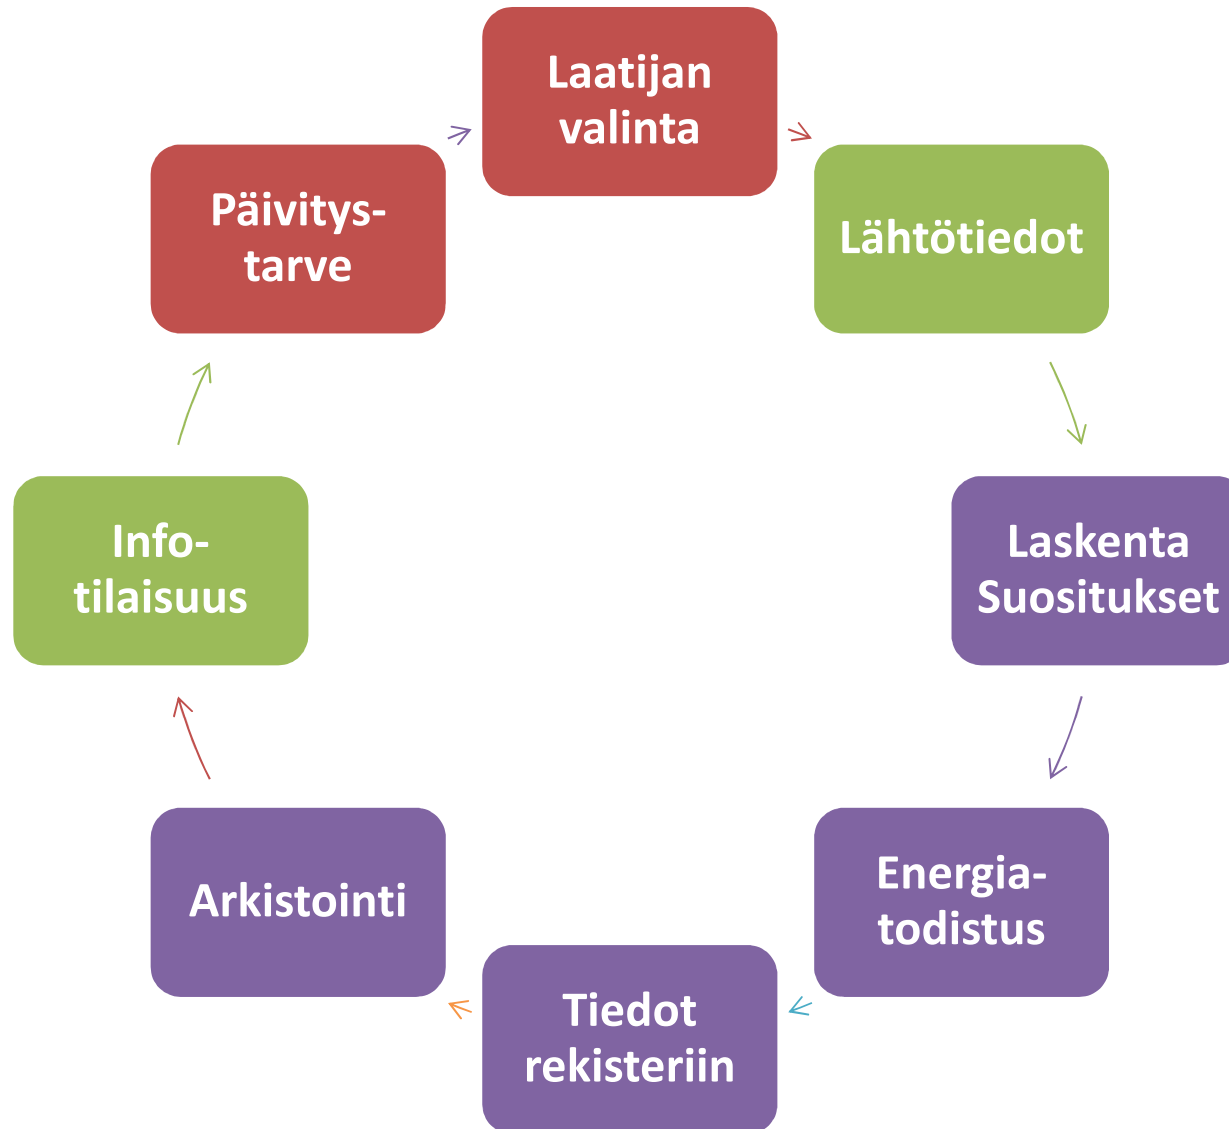 Laatijan
valinta
Lähtötiedot
Laskenta
Suositukset
Energia-
todistus
Tiedot
rekisteriin
Arkistointi
Info-
tilaisuus
Päivitys-
tarve